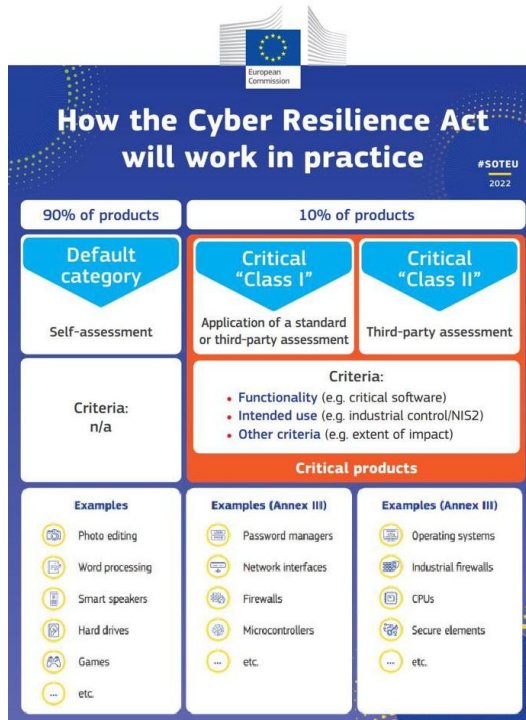 European
Commission
How the Cyber Resilience Act
will work in practice
#SOTEU
2022
90% of products
10% of products
Default
category
Self-assessment
Critical
"Class I"
Application of a standard
or third-party assessment
Critical
"Class II"
Third-party assessment
Criteria:
n/a
Criteria:
• Functionality (e.g. critical software)
• Intended use (e.g. industrial control/NIS2)
• Other criteria (e.g. extent of impact)
Critical products
Examples
Photo editing
Word processing
Smart speakers
Hard drives
Games
... etc.
Examples (Annex III)
Password managers
Network interfaces
Firewalls
Microcontrollers
... etc.
Examples (Annex III)
Operating systems
Industrial firewalls
CPUs
Secure elements
... etc.